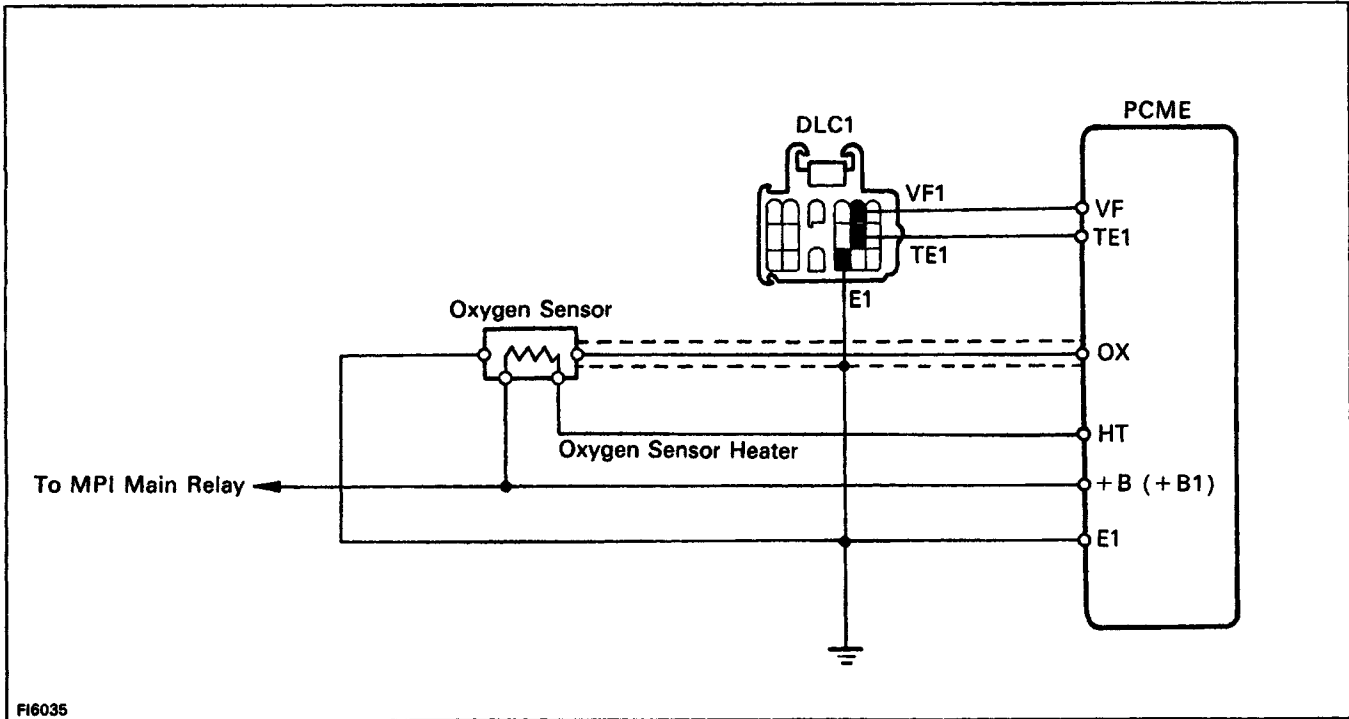 PCME
DLC1
VF1
VF
TE1
TE1
E1
Oxygen Sensor
OX
HT
Oxygen Sensor Heater
To MPI Main Relay
+B (+B1)
E1
FI6035